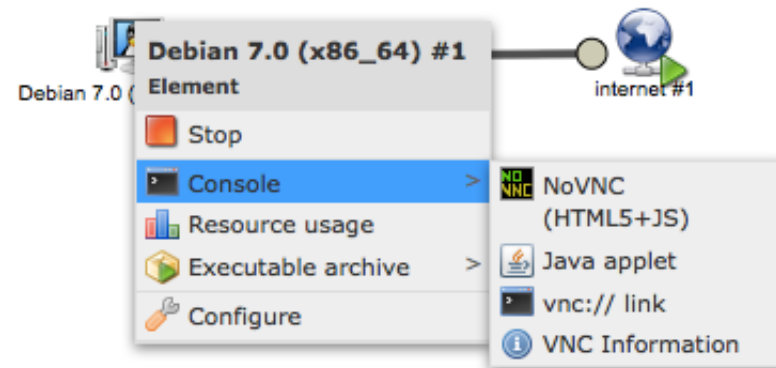 Debian 7.0 (x86_64) #1
Element
Debian 7.0 (
internet #1
Stop
Console >
Resource usage
Executable archive >
Configure
NO
VNC
NoVNC
(HTML5+JS)
Java applet
vnc:// link
VNC Information